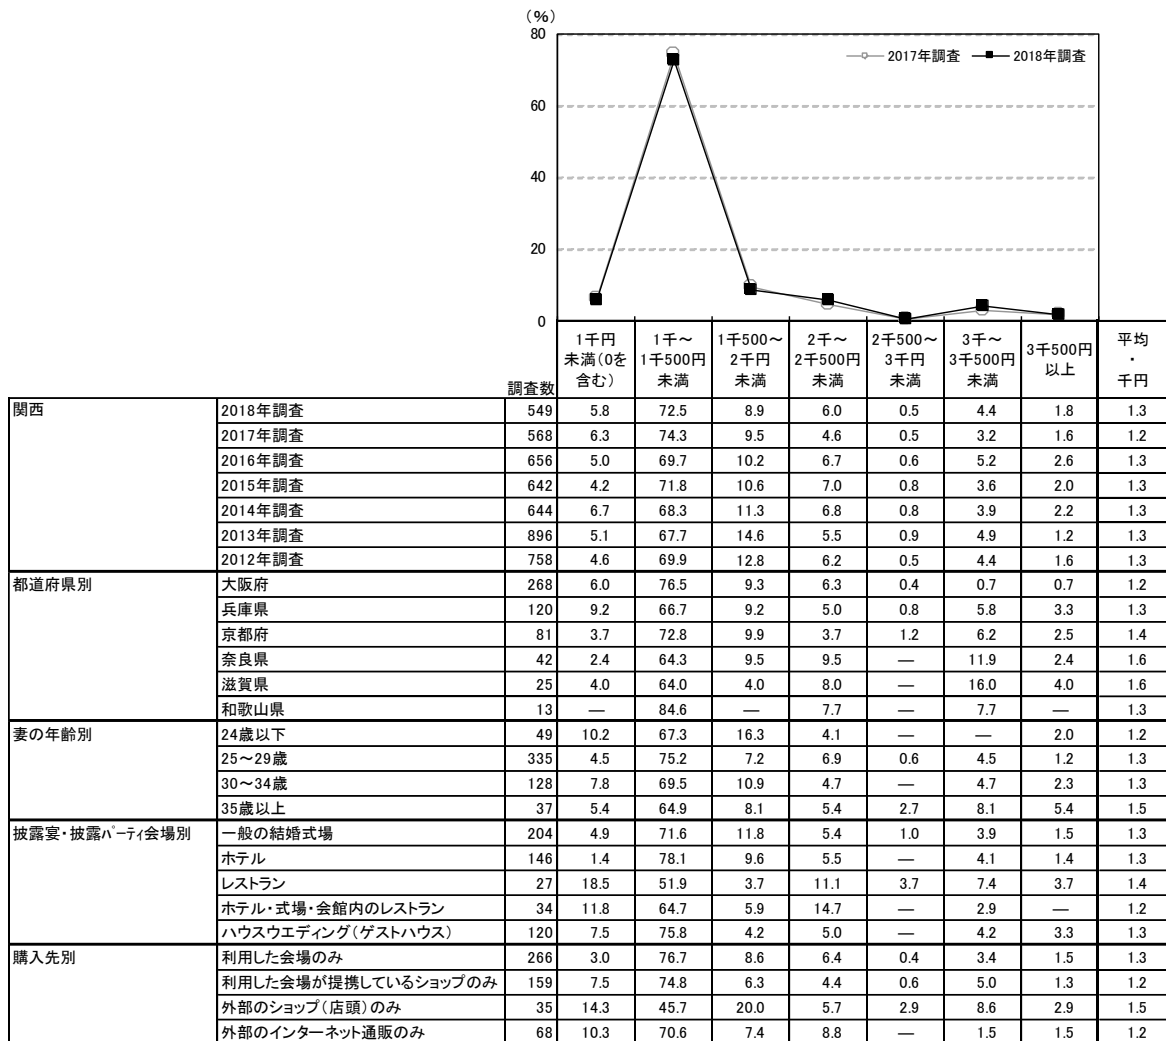 (%)
80
60
40
20
0
2017年調査 2018年調査
調査数
1千円
未満(0を
含む)
1千～
1千500円
未満
1千500～
2千円
未満
2千～
2千500円
未満
2千500～
3千円
未満
3千～
3千500円
未満
3千500円
以上
平均
・
千円
関西 2018年調査 549 5.8 72.5 8.9 6.0 0.5 4.4 1.8 1.3
2017年調査 568 6.3 74.3 9.5 4.6 0.5 3.2 1.6 1.2
2016年調査 656 5.0 69.7 10.2 6.7 0.6 5.2 2.6 1.3
2015年調査 642 4.2 71.8 10.6 7.0 0.8 3.6 2.0 1.3
2014年調査 644 6.7 68.3 11.3 6.8 0.8 3.9 2.2 1.3
2013年調査 896 5.1 67.7 14.6 5.5 0.9 4.9 1.2 1.3
2012年調査 758 4.6 69.9 12.8 6.2 0.5 4.4 1.6 1.3
都道府県別 大阪府 268 6.0 76.5 9.3 6.3 0.4 0.7 0.7 1.2
兵庫県 120 9.2 66.7 9.2 5.0 0.8 5.8 3.3 1.3
京都府 81 3.7 72.8 9.9 3.7 1.2 6.2 2.5 1.4
奈良県 42 2.4 64.3 9.5 9.5 ― 11.9 2.4 1.6
滋賀県 25 4.0 64.0 4.0 8.0 ― 16.0 4.0 1.6
和歌山県 13 ― 84.6 ― 7.7 ― 7.7 ― 1.3
妻の年齢別 24歳以下 49 10.2 67.3 16.3 4.1 ― ― 2.0 1.2
25～29歳 335 4.5 75.2 7.2 6.9 0.6 4.5 1.2 1.3
30～34歳 128 7.8 69.5 10.9 4.7 ― 4.7 2.3 1.3
35歳以上 37 5.4 64.9 8.1 5.4 2.7 8.1 5.4 1.5
披露宴・披露ﾊﾟｰﾃｨ会場別 一般の結婚式場 204 4.9 71.6 11.8 5.4 1.0 3.9 1.5 1.3
ホテル 146 1.4 78.1 9.6 5.5 ― 4.1 1.4 1.3
レストラン 27 18.5 51.9 3.7 11.1 3.7 7.4 3.7 1.4
ホテル・式場・会館内のレストラン 34 11.8 64.7 5.9 14.7 ― 2.9 ― 1.2
ハウスウエディング(ゲストハウス) 120 7.5 75.8 4.2 5.0 ― 4.2 3.3 1.3
購入先別 利用した会場のみ 266 3.0 76.7 8.6 6.4 0.4 3.4 1.5 1.3
利用した会場が提携しているショップのみ 159 7.5 74.8 6.3 4.4 0.6 5.0 1.3 1.2
外部のショップ(店頭)のみ 35 14.3 45.7 20.0 5.7 2.9 8.6 2.9 1.5
外部のインターネット通販のみ 68 10.3 70.6 7.4 8.8 ― 1.5 1.5 1.2